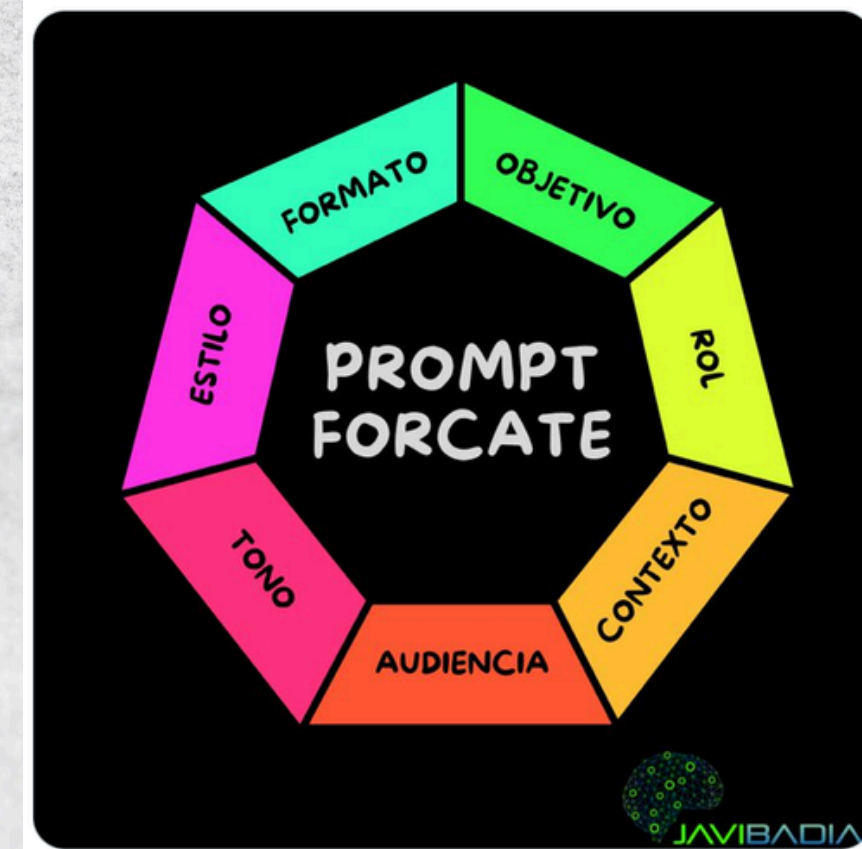 FORMATO
OBJETIVO
ESTILO
PROMPT
FORCATE
ROL
TONO
CONTEXTO
AUDIENCIA
JAVIBADIA